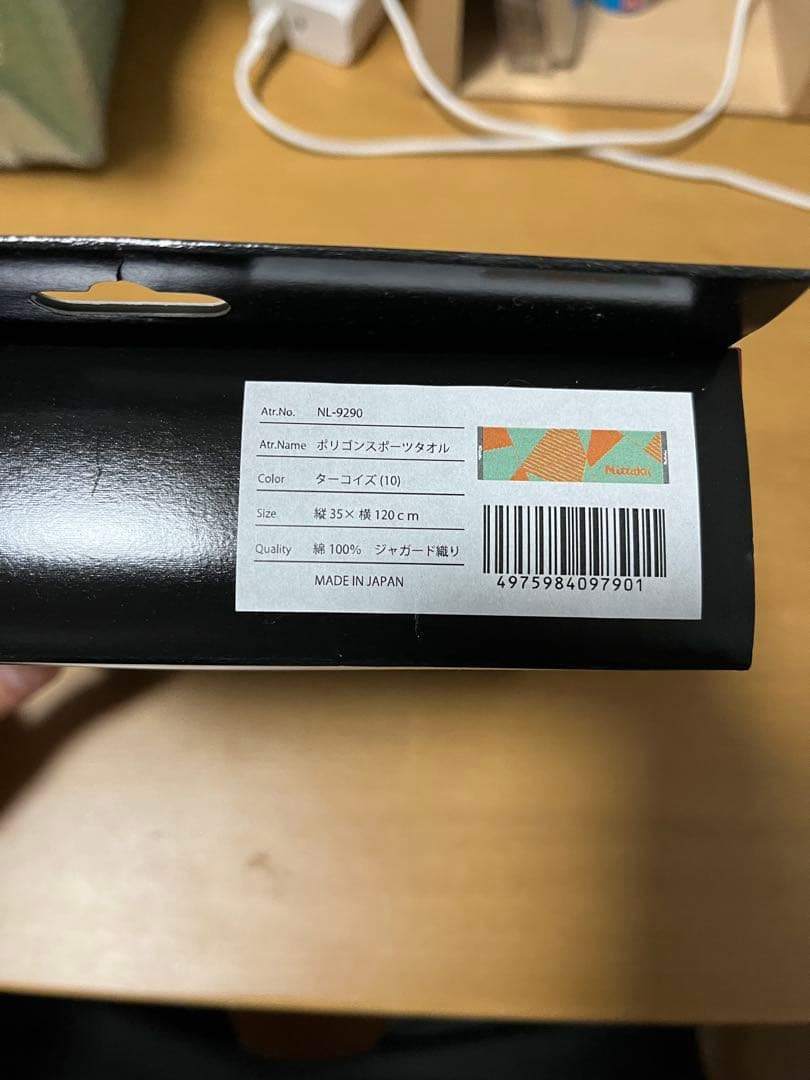 Atr.No. NL-9290
Atr.Name ポリゴンスポーツタオル
Color ターコイズ (10)
Size 縦 35× 横 120 c m
Quality 綿 100% ジャガード織り
MADE IN JAPAN
Nittaku
4975984097901